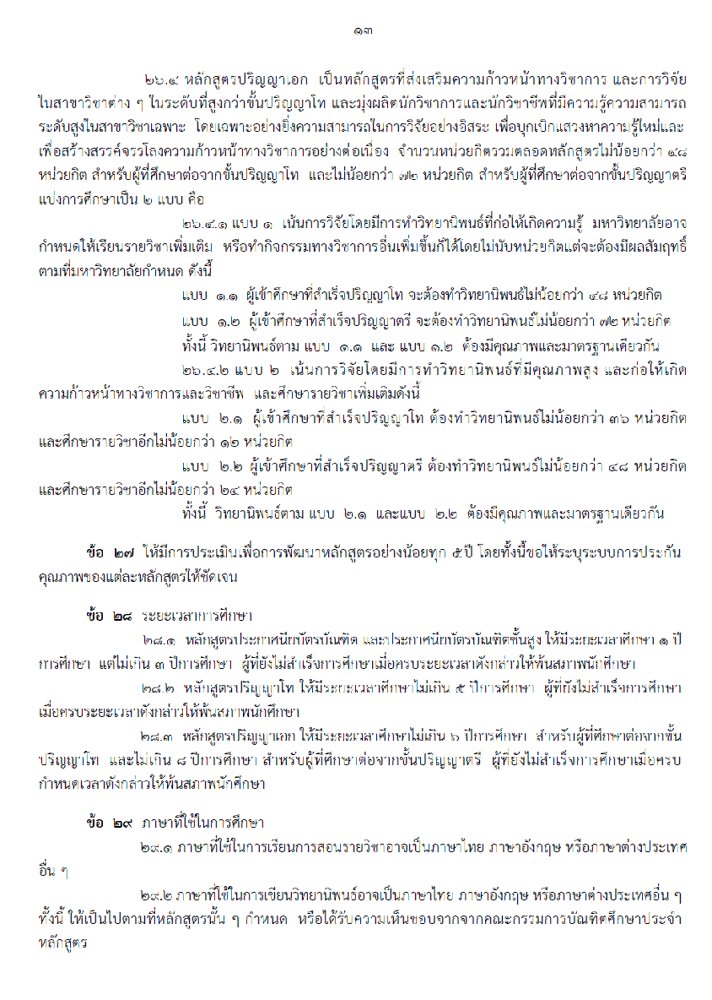 ๑๓
๒๖.๔ หลักสูตรปริญญาเอก เป็นหลักสูตรที่ส่งเสริมความก้าวหน้าทางวิชาการ และการวิจัย
ในสาขาวิชาต่าง ๆ ในระดับที่สูงกว่าขั้นปริญญาโท และมุ่งผลิตนักวิชาการและนักวิชาชีพที่มีความรู้ความสามารถ
ระดับสูงในสาขาวิชาเฉพาะ โดยเฉพาะอย่างยิ่งความสามารถในการวิจัยอย่างอิสระ เพื่อบุกเบิกแสวงหาความรู้ใหม่และ
เพื่อสร้างสรรค์จรรโลงความก้าวหน้าทางวิชาการอย่างต่อเนื่อง จำนวนหน่วยกิตรวมตลอดหลักสูตรไม่น้อยกว่า ๔๘
หน่วยกิต สำหรับผู้ที่ศึกษาต่อจากขั้นปริญญาโท และไม่น้อยกว่า ๗๒ หน่วยกิต สำหรับผู้ที่ศึกษาต่อจากขั้นปริญญาตรี
แบ่งการศึกษาเป็น ๒ แบบ คือ
๒๖.๔.๑ แบบ ๑ เน้นการวิจัยโดยมีการทำวิทยานิพนธ์ที่ก่อให้เกิดความรู้ มหาวิทยาลัยอาจ
กำหนดให้เรียนรายวิชาเพิ่มเติม หรือทำกิจกรรมทางวิชาการอื่นเพิ่มขึ้นก็ได้โดยไม่นับหน่วยกิตแต่จะต้องมีผลสัมฤทธิ์
ตามที่มหาวิทยาลัยกำหนด ดังนี้
แบบ ๑.๑ ผู้เข้าศึกษาที่สำเร็จปริญญาโท จะต้องทำวิทยานิพนธ์ไม่น้อยกว่า ๔๘ หน่วยกิต
แบบ ๑.๒ ผู้เข้าศึกษาที่สำเร็จปริญญาตรี จะต้องทำวิทยานิพนธ์ไม่น้อยกว่า ๗๒ หน่วยกิต
ทั้งนี้ วิทยานิพนธ์ตาม แบบ ๑.๑ และ แบบ ๑.๒ ต้องมีคุณภาพและมาตรฐานเดียวกัน
๒๖.๔.๒ แบบ ๒ เน้นการวิจัยโดยมีการทำวิทยานิพนธ์ที่มีคุณภาพสูง และก่อให้เกิด
ความก้าวหน้าทางวิชาการและวิชาชีพ และศึกษารายวิชาเพิ่มเติมดังนี้
แบบ ๒.๑ ผู้เข้าศึกษาที่สำเร็จปริญญาโท ต้องทำวิทยานิพนธ์ไม่น้อยกว่า ๓๖ หน่วยกิต
และศึกษารายวิชาอีกไม่น้อยกว่า ๑๒ หน่วยกิต
แบบ ๒.๒ ผู้เข้าศึกษาที่สำเร็จปริญญาตรี ต้องทำวิทยานิพนธ์ไม่น้อยกว่า ๔๘ หน่วยกิต
และศึกษารายวิชาอีกไม่น้อยกว่า ๒๔ หน่วยกิต
ทั้งนี้ วิทยานิพนธ์ตาม แบบ ๒.๑ และแบบ ๒.๒ ต้องมีคุณภาพและมาตรฐานเดียวกัน
ข้อ ๒๗ ให้มีการประเมินเพื่อการพัฒนาหลักสูตรอย่างน้อยทุก ๕ ปี โดยทั้งนี้ขอให้ระบุระบบการประกัน
คุณภาพของแต่ละหลักสูตรให้ชัดเจน
ข้อ ๒๘ ระยะเวลาการศึกษา
๒๘.๑ หลักสูตรประกาศนียบัตรบัณฑิต และประกาศนียบัตรบัณฑิตชั้นสูง ให้มีระยะเวลาศึกษา ๑ ปี
การศึกษา แต่ไม่เกิน ๓ ปีการศึกษา ผู้ที่ยังไม่สำเร็จการศึกษาเมื่อครบระยะเวลาดังกล่าวให้พ้นสภาพนักศึกษา
๒๘.๒ หลักสูตรปริญญาโท ให้มีระยะเวลาศึกษาไม่เกิน ๕ ปีการศึกษา ผู้ที่ยังไม่สำเร็จการศึกษา
เมื่อครบระยะเวลาดังกล่าวให้พ้นสภาพนักศึกษา
๒๘.๓ หลักสูตรปริญญาเอก ให้มีระยะเวลาศึกษาไม่เกิน ๖ ปีการศึกษา สำหรับผู้ที่ศึกษาต่อจากขั้น
ปริญญาโท และไม่เกิน ๘ ปีการศึกษา สำหรับผู้ที่ศึกษาต่อจากขั้นปริญญาตรี ผู้ที่ยังไม่สำเร็จการศึกษาเมื่อครบ
กำหนดเวลาดังกล่าวให้พ้นสภาพนักศึกษา
ข้อ ๒๙ ภาษาที่ใช้ในการศึกษา
๒๙.๑ ภาษาที่ใช้ในการเรียนการสอนรายวิชาอาจเป็นภาษาไทย ภาษาอังกฤษ หรือภาษาต่างประเทศ
อื่น ๆ
๒๙.๒ ภาษาที่ใช้ในการเขียนวิทยานิพนธ์อาจเป็นภาษาไทย ภาษาอังกฤษ หรือภาษาต่างประเทศอื่น ๆ
ทั้งนี้ ให้เป็นไปตามที่หลักสูตรนั้น ๆ กำหนด หรือได้รับความเห็นชอบจากจากคณะกรรมการบัณฑิตศึกษาประจำ
หลักสูตร